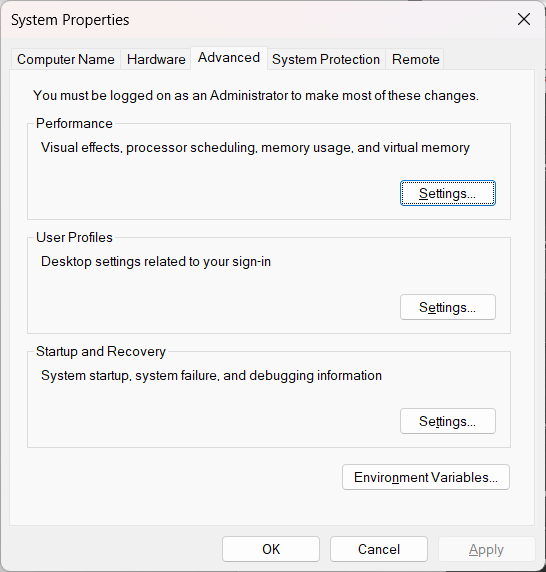 System Properties
Computer Name Hardware Advanced System Protection Remote
You must be logged on as an Administrator to make most of these changes.
Performance
Visual effects, processor scheduling, memory usage, and virtual memory
Settings...
User Profiles
Desktop settings related to your sign-in
Settings...
Startup and Recovery
System startup, system failure, and debugging information
Settings...
Environment Variables...
OK Cancel Apply